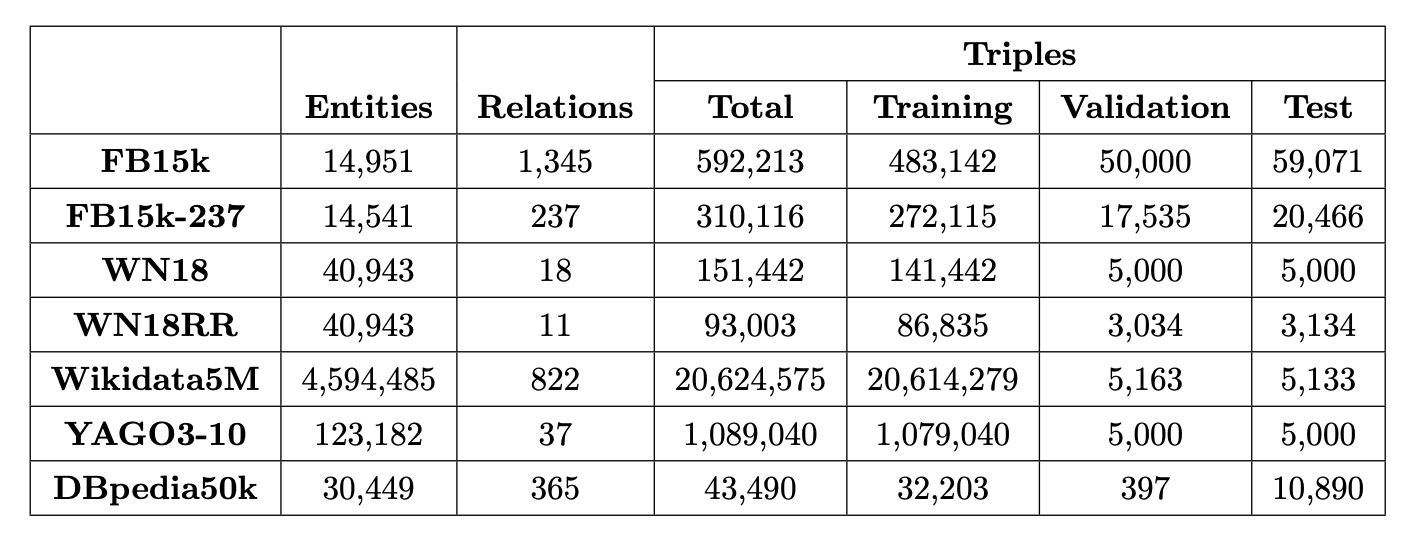 Triples
Entities Relations Total Training Validation Test
FB15k 14,951 1,345 592,213 483,142 50,000 59,071
FB15k-237 14,541 237 310,116 272,115 17,535 20,466
WN18 40,943 18 151,442 141,442 5,000 5,000
WN18RR 40,943 11 93,003 86,835 3,034 3,134
Wikidata5M 4,594,485 822 20,624,575 20,614,279 5,163 5,133
YAGO3-10 123,182 37 1,089,040 1,079,040 5,000 5,000
DBpedia50k 30,449 365 43,490 32,203 397 10,890